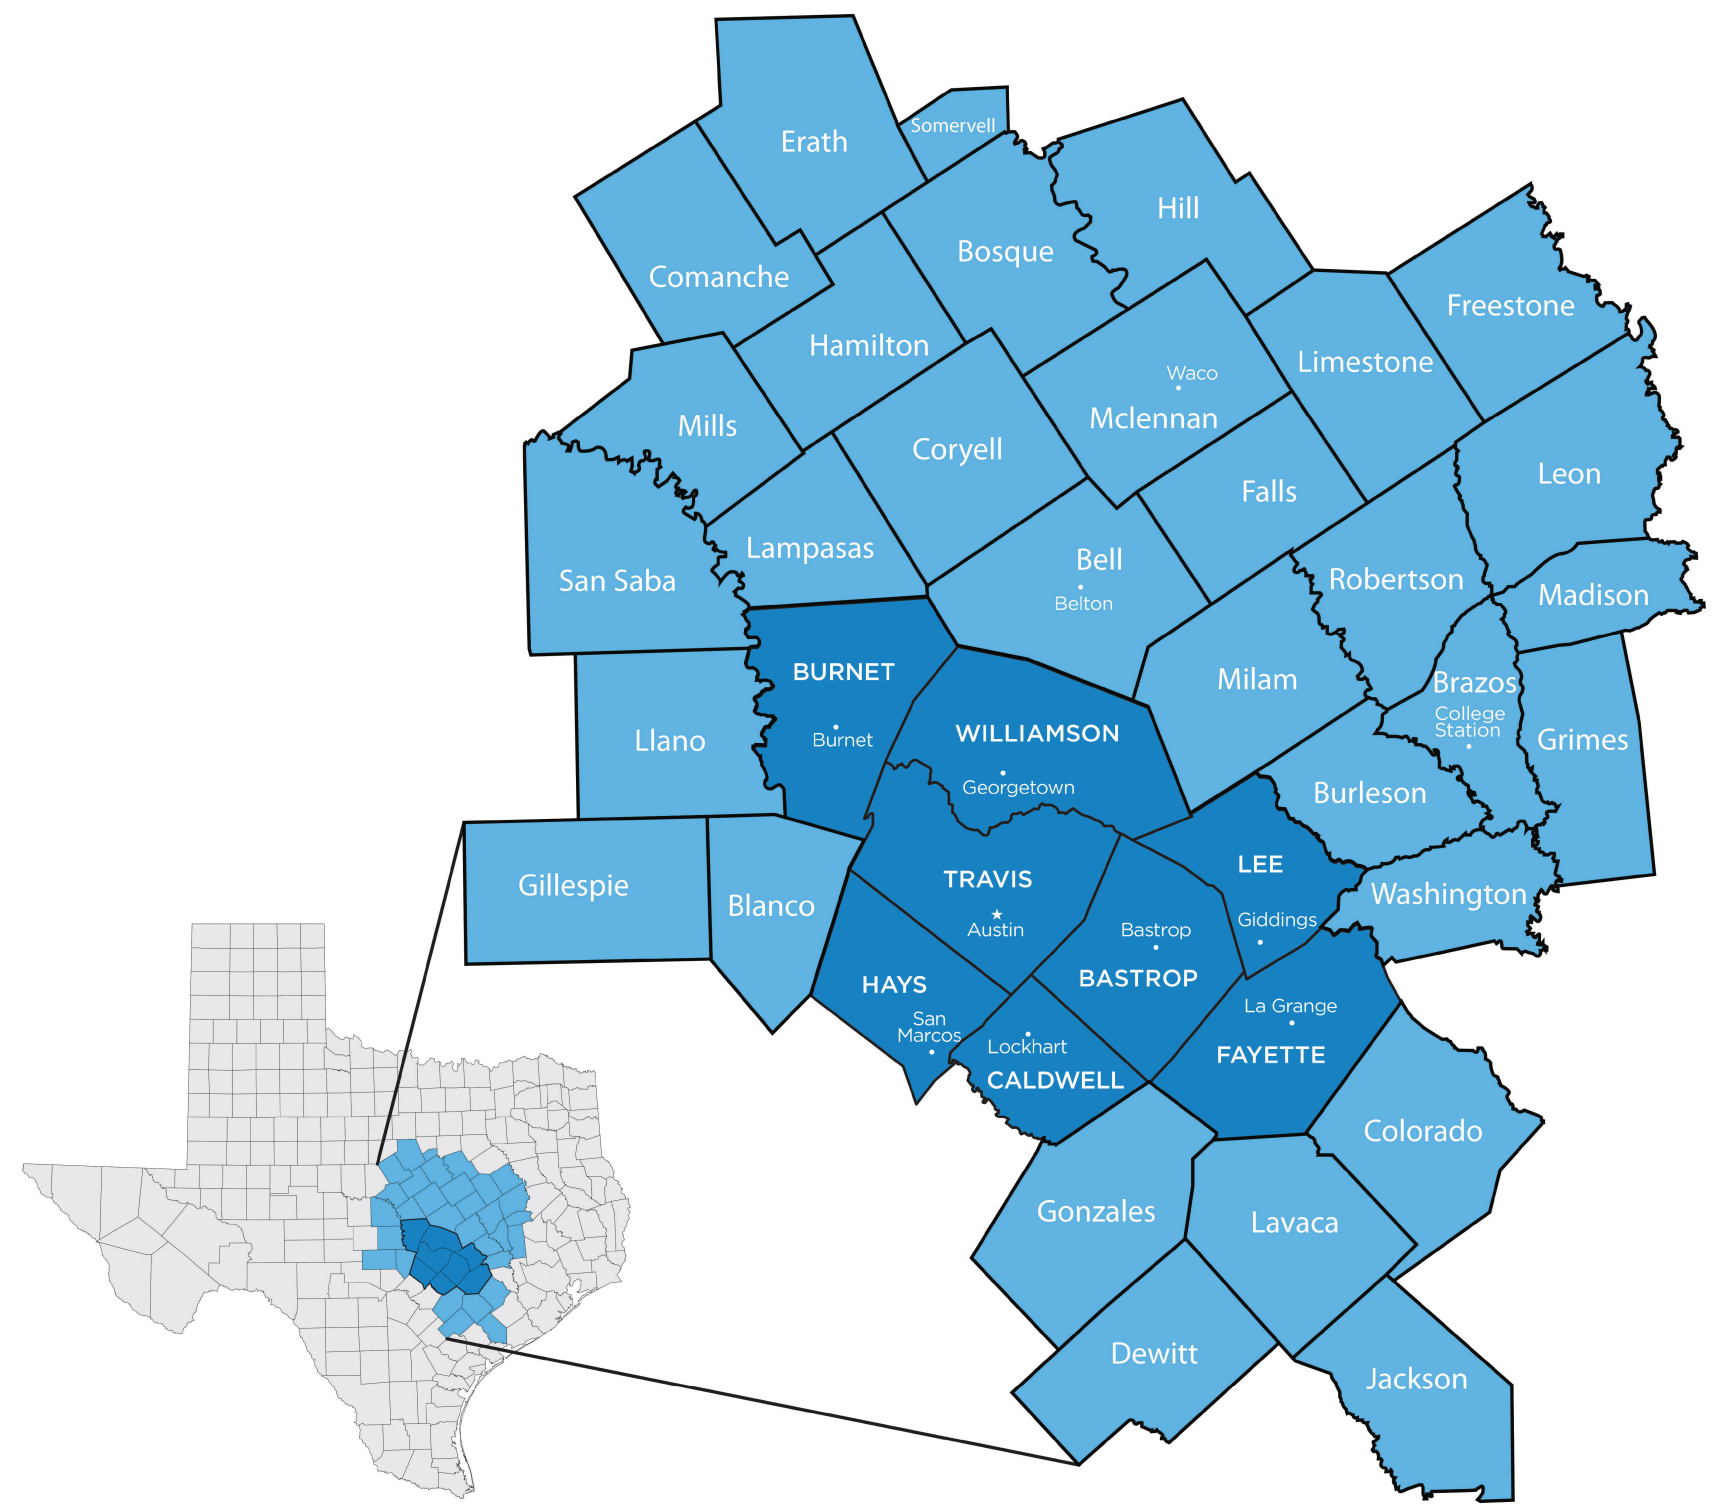 Erath
Somervell
Hill
Bosque
Comanche
Freestone
Hamilton
Limestone
Waco
Mclennan
Mills
Coryell
Leon
Falls
Lampasas
Bell
Belton
San Saba
Robertson
Madison
BURNET
Burnet
Milam
Brazos
College
Station
WILLIAMSON
Georgetown
Llano
Grimes
Burleson
LEE
Giddings
TRAVIS
Austin
Gillespie
Blanco
Washington
Bastrop
BASTROP
HAYS
San
Marcos
La Grange
FAYETTE
Lockhart
CALDWELL
Colorado
Gonzales
Lavaca
Dewitt
Jackson